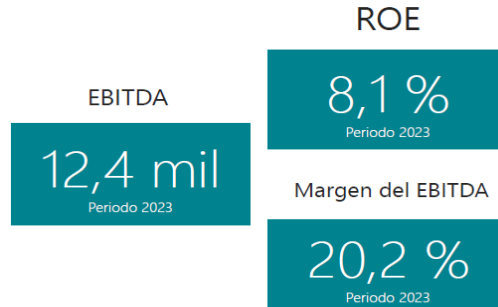 EBITDA
12,4 mil
Periodo 2023
ROE
8,1 %
Periodo 2023
Margen del EBITDA
20,2 %
Periodo 2023